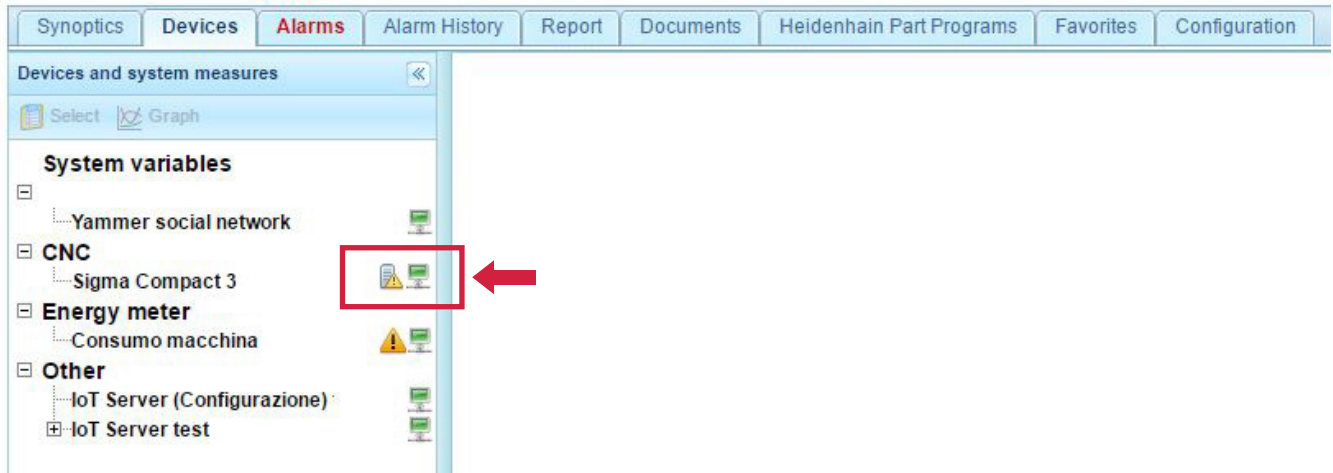 Synoptics Devices Alarms Alarm History Report Documents Heidenhain Part Programs Favorites Configuration
Devices and system measures
Select Graph
System variables
Yammer social network
CNC
Sigma Compact 3
Energy meter
Consumo macchina
Other
IoT Server (Configurazione)
IoT Server test